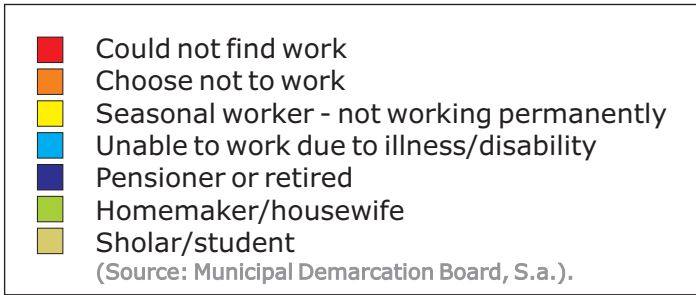 Could not find work
Choose not to work
Seasonal worker - not working permanently
Unable to work due to illness/disability
Pensioner or retired
Homemaker/housewife
Sholar/student
(Source: Municipal Demarcation Board, S.a.).